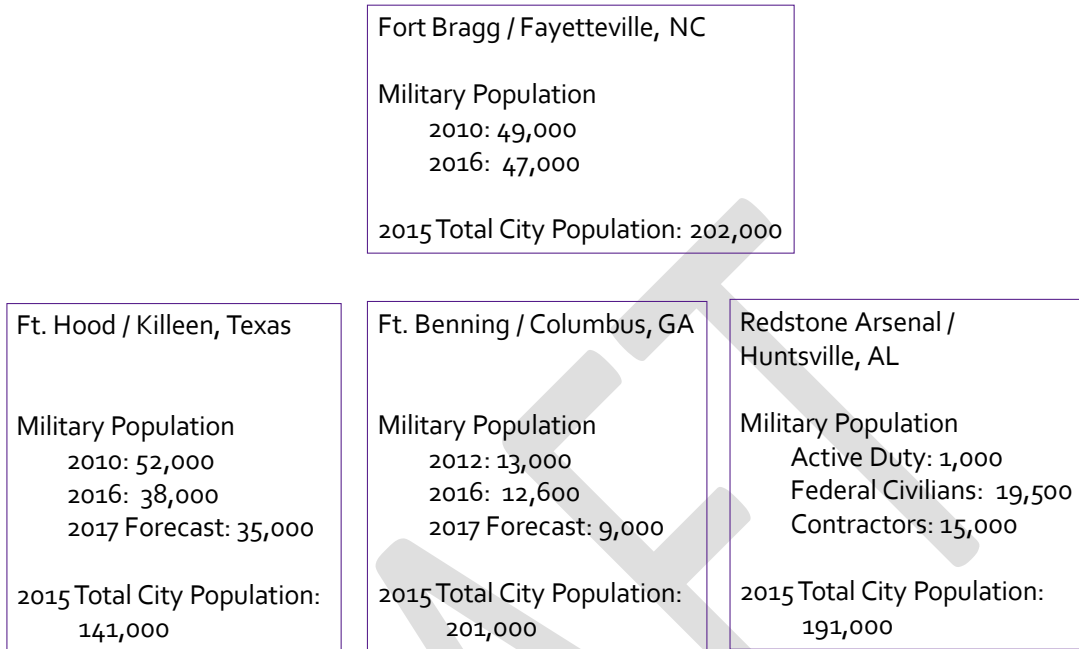 Fort Bragg / Fayetteville, NC
Military Population
2010: 49,000
2016: 47,000
2015 Total City Population: 202,000
Ft. Hood / Killeen, Texas
Military Population
2010: 52,000
2016: 38,000
2017 Forecast: 35,000
2015 Total City Population:
141,000
Ft. Benning / Columbus, GA
Military Population
2012: 13,000
2016: 12,600
2017 Forecast: 9,000
2015 Total City Population:
201,000
Redstone Arsenal /
Huntsville, AL
Military Population
Active Duty: 1,000
Federal Civilians: 19,500
Contractors: 15,000
2015 Total City Population:
191,000